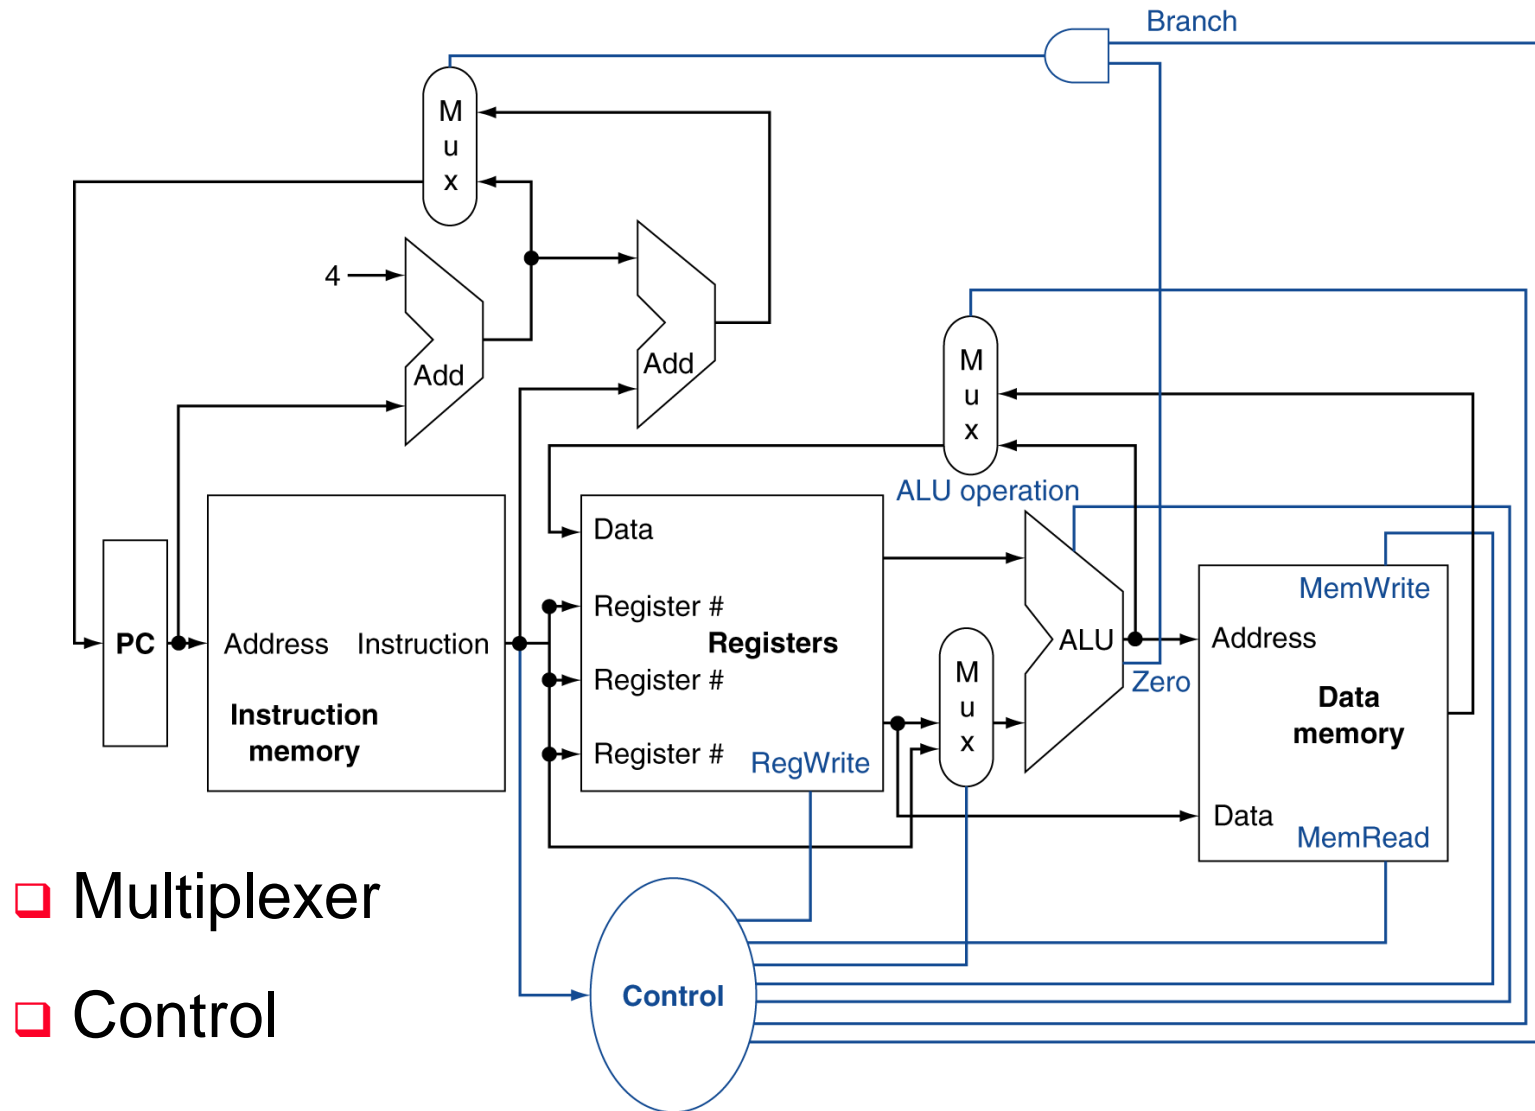 Branch
M
u
x
4
Add
Add
M
u
x
ALU operation
Data
Register #
Registers
Register #
Register #
RegWrite
PC
Address
Instruction
Instruction
memory
M
u
x
ALU
Zero
MemWrite
Address
Data
memory
Data
MemRead
Control
Multiplexer
Control